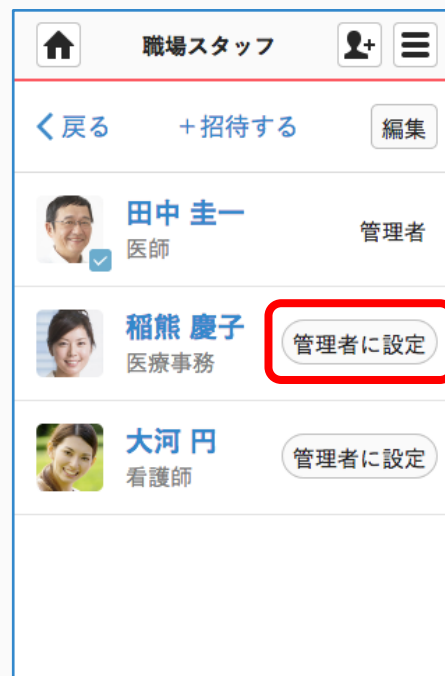 職場スタッフ
戻る +招待する 編集
田中 圭一
医師
管理者
稲熊 慶子
医療事務
管理者に設定
大河 円
看護師
管理者に設定